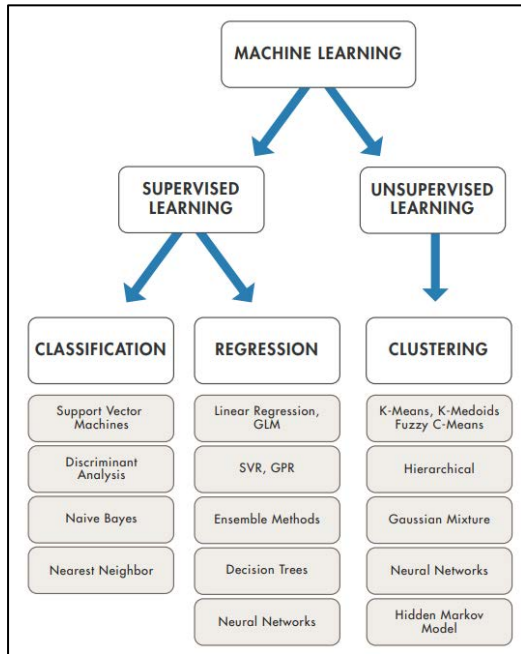 MACHINE LEARNING
SUPERVISED
LEARNING
UNSUPERVISED
LEARNING
CLASSIFICATION
Support Vector
Machines
Discriminant
Analysis
Naive Bayes
Nearest Neighbor
REGRESSION
Linear Regression,
GLM
SVR, GPR
Ensemble Methods
Decision Trees
Neural Networks
CLUSTERING
K-Means, K-Medoids
Fuzzy C-Means
Hierarchical
Gaussian Mixture
Neural Networks
Hidden Markov
Model